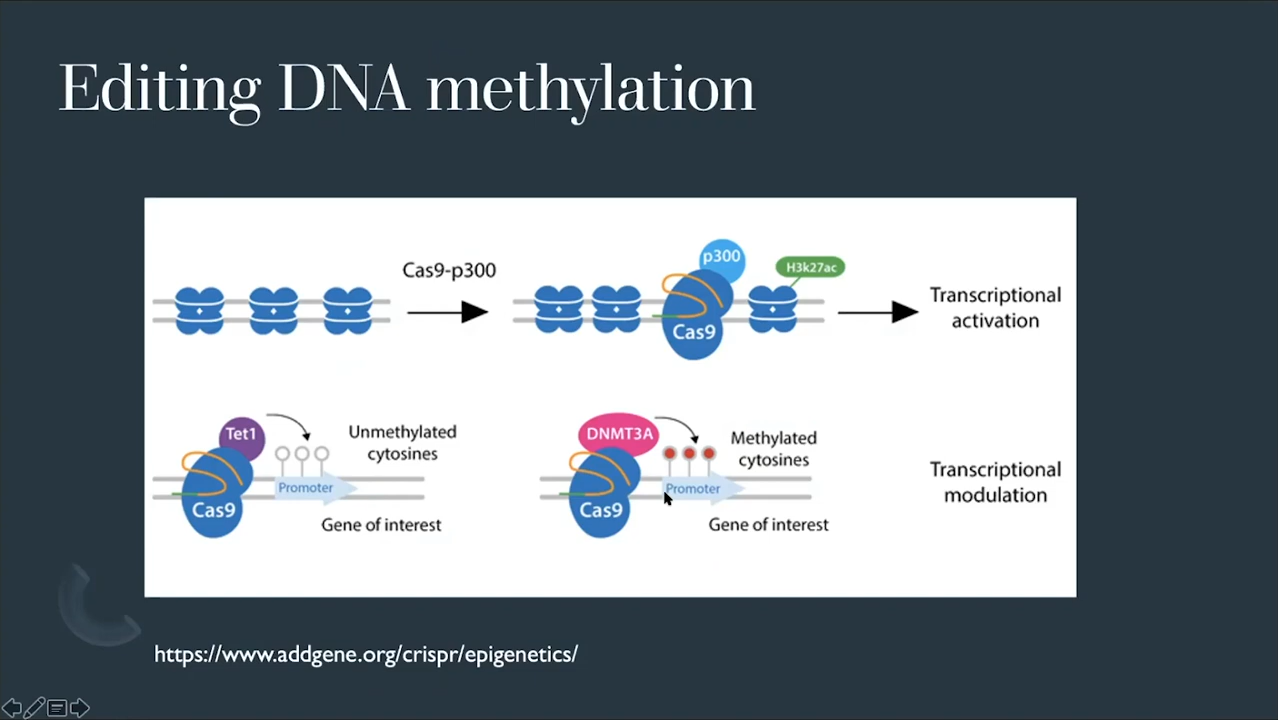 Editing DNA methylation
Cas9-p300
p300
H3k27ac
Cas9
Transcriptional
activation
Tet1
Unmethylated
cytosines
Promoter
Cas9
Gene of interest
DNMT3A
Methylated
cytosines
Promoter
Cas9
Gene of interest
Transcriptional
modulation
https://www.addgene.org/crispr/epigenetics/